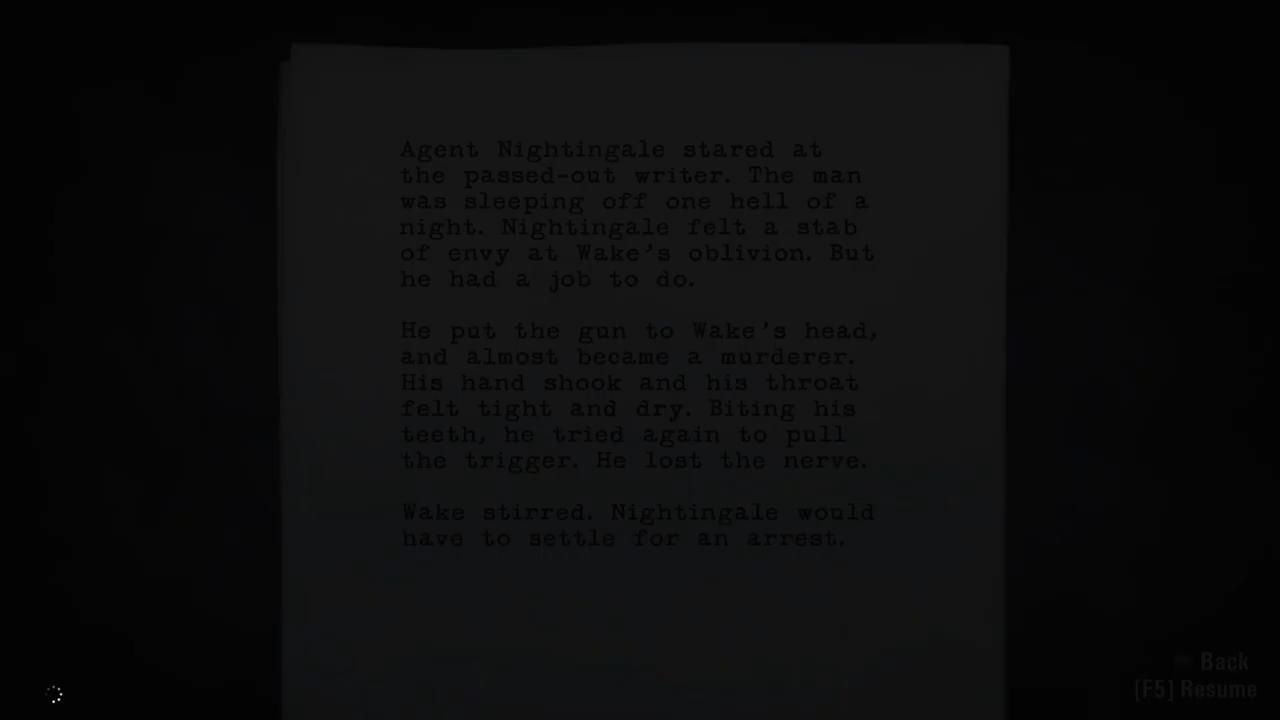 Agent Nightingale stared at
the passed-out writer. The man
was sleeping off one hell of a
night. Nightingale felt a stab
of envy at Wake's oblivion. But
he had a job to do.
He put the gun to Wake's head,
and almost became a murderer.
His hand shook and his throat
felt tight and dry. Biting his
teeth, he tried again to pull
the trigger. He lost the nerve.
Wake stirred. Nightingale would
have to settle for an arrest.
Back
[F5] Resume